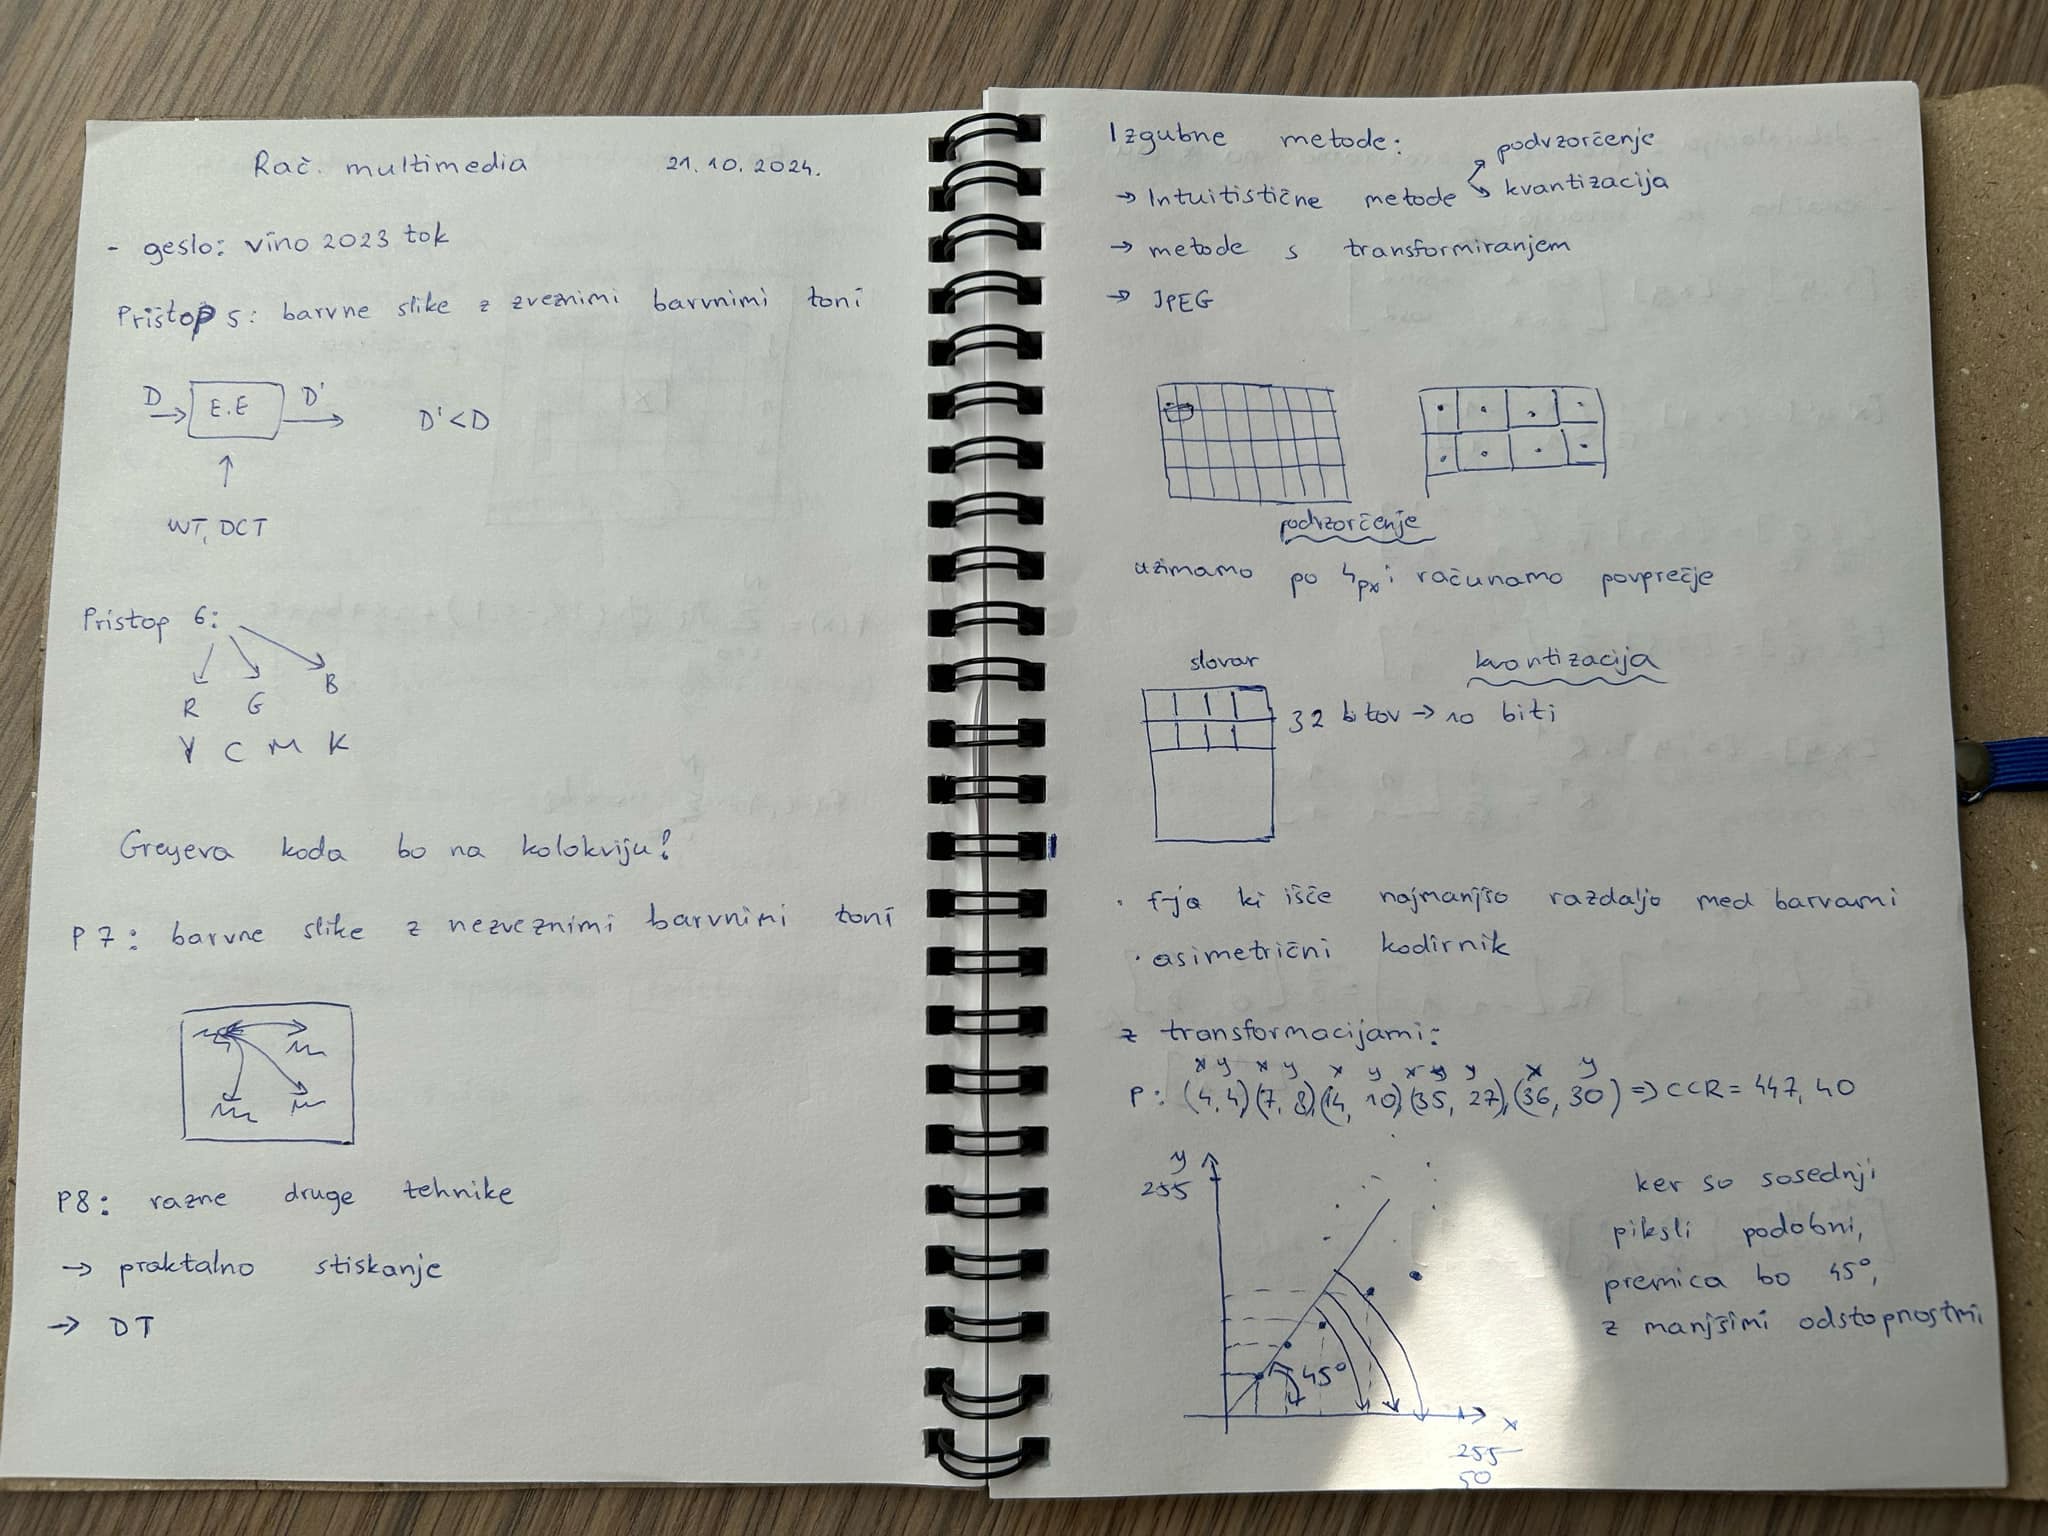 Rač. multimedia 21.10.2024.
- geslo: vino 2023 tok
Pristop 5: barvne slike z zveznimi barvnimi toni
D → E.E D' → D'<D
WT, DCT
Pristop 6:
R G B
Y C M K
Greyeva koda bo na kolokviju!
P7: barvne slike z nezveznimi barvnimi toni
P8: razne druge tehnike
→ praktalno stiskanje
→ DT
Izgubne metode:
podvzorčenje
→ Intuitistične metode
kvantizacija
→ metode s transformiranjem
→ JPEG
podvzorčenje
uzimamo po 4px i računamo povprečje
slovar kvantizacija
32 bitov → 10 biti
· f-ja ki išče najmanjšo razdaljo med barvami
· asimetrični kodirnik
z transformacijami:
x y x y x y x y x y
P: (4,4)(7,8),(14,10),(35,27),(36,30) => CCR = 447,40
y
255
ker so sosednji
piksli podobni,
premica bo 45°,
z manjšimi odstopnostmi
45°
x
255
50